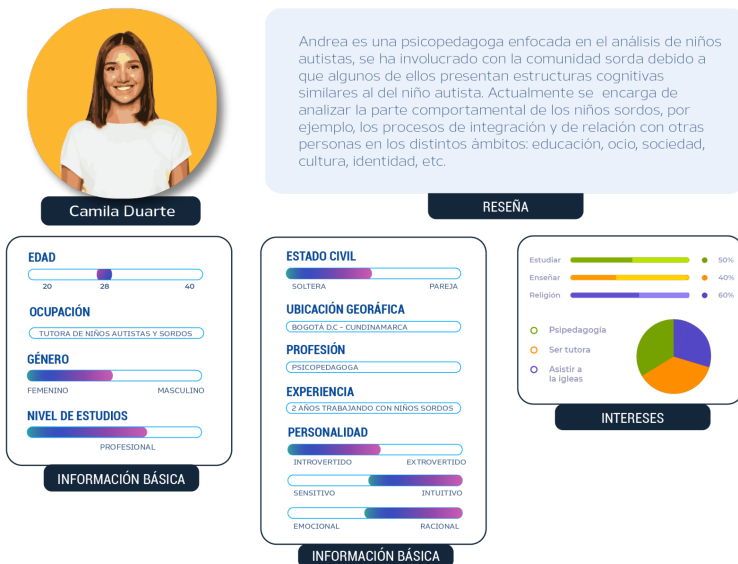 Andrea es una psicopedagoga enfocada en el análisis de niños
autistas, se ha involucrado con la comunidad sorda debido a
que algunos de ellos presentan estructuras cognitivas
similares al del niño autista. Actualmente se encarga de
analizar la parte comportamental de los niños sordos, por
ejemplo, los procesos de integración y de relación con otras
personas en los distintos ámbitos: educación, ocio, sociedad,
cultura, identidad, etc.
Camila Duarte
RESEÑA
EDAD
20 28 40
OCUPACIÓN
TUTORA DE NIÑOS AUTISTAS Y SORDOS
GÉNERO
FEMENINO MASCULINO
NIVEL DE ESTUDIOS
PROFESIONAL
INFORMACIÓN BÁSICA
ESTADO CIVIL
SOLTERA PAREJA
UBICACIÓN GEORÁFICA
BOGOTÁ D.C - CUNDINAMARCA
PROFESIÓN
PSICOPEDAGOGA
EXPERIENCIA
2 AÑOS TRABAJANDO CON NIÑOS SORDOS
PERSONALIDAD
INTROVERTIDO EXTROVERTIDO
SENSITIVO INTUITIVO
EMOCIONAL RACIONAL
INFORMACIÓN BÁSICA
Estudiar 50%
Enseñar 40%
Religión 60%
Psipedagogía
Ser tutora
Asistir a
la igleas
INTERESES